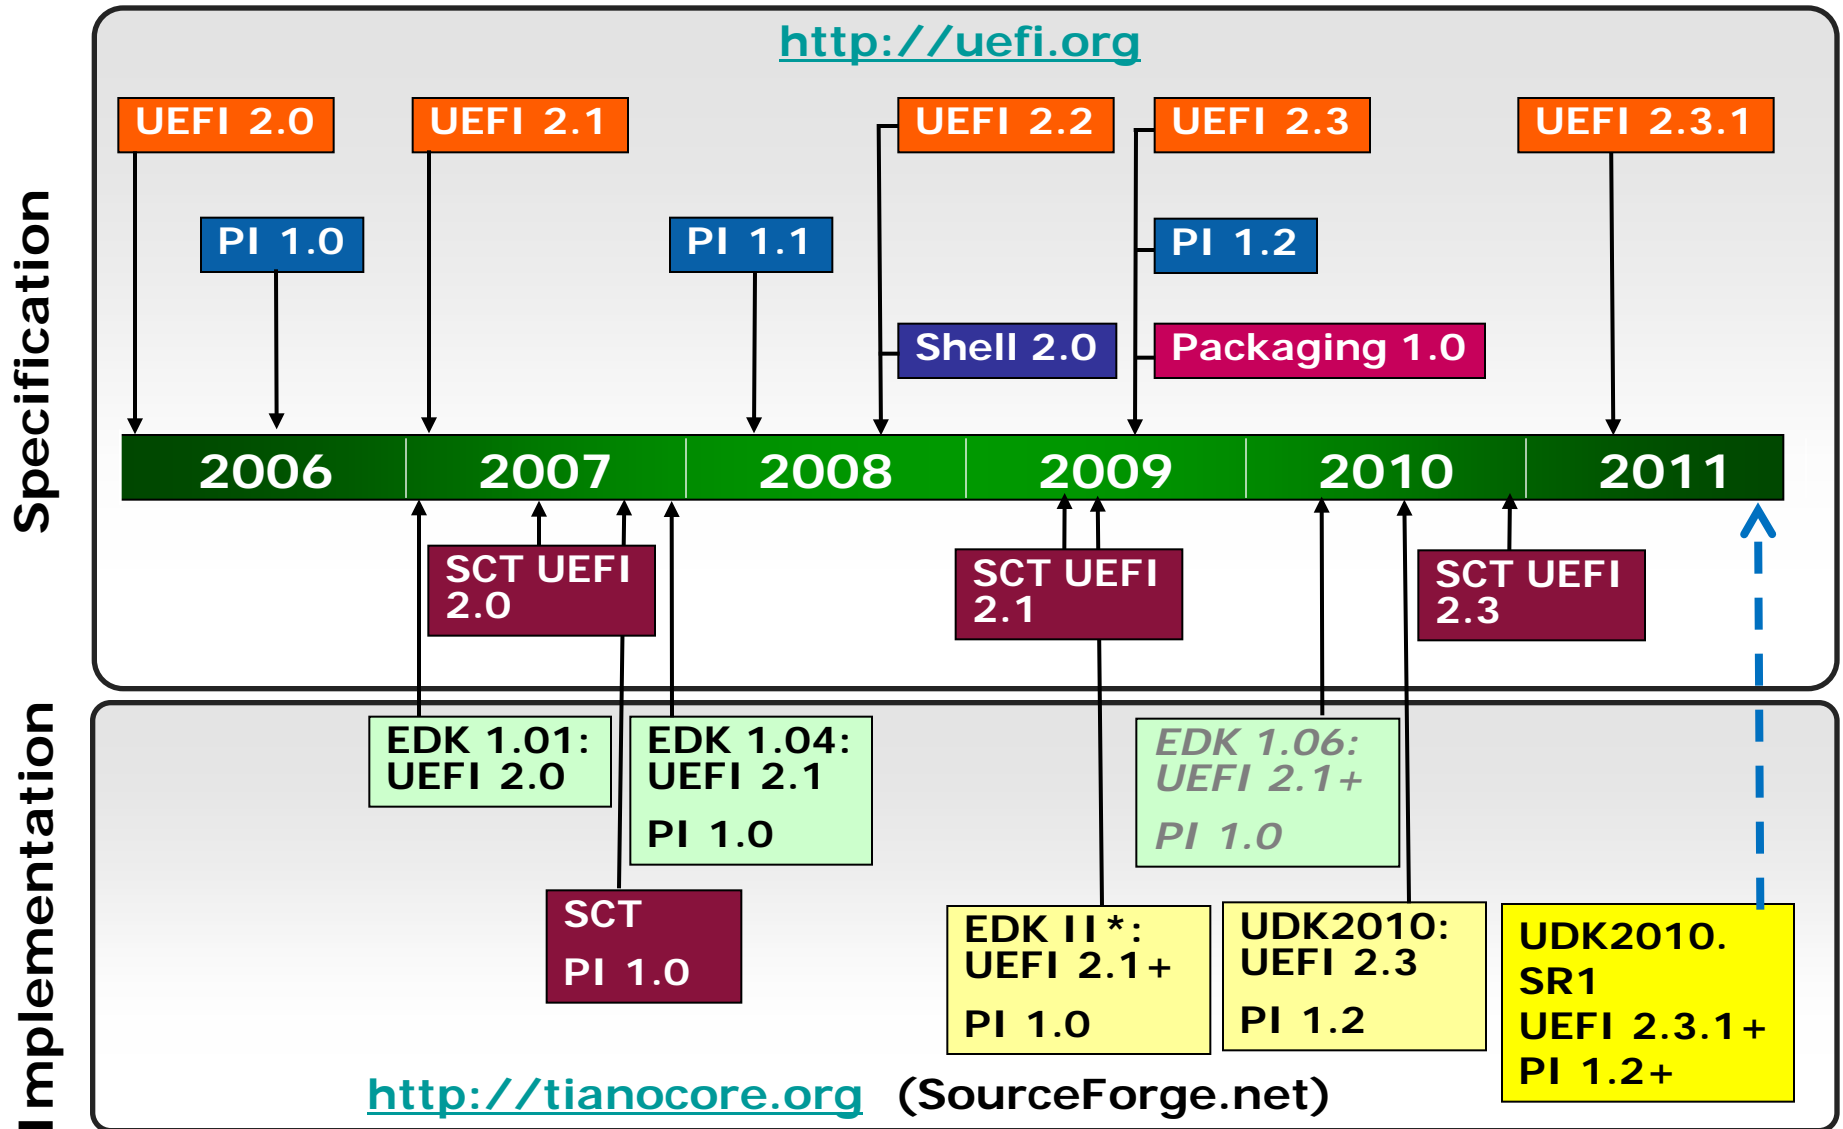 http://uefi.org
Specification
UEFI 2.0
UEFI 2.1
UEFI 2.2
UEFI 2.3
UEFI 2.3.1
PI 1.0
PI 1.1
PI 1.2
Shell 2.0
Packaging 1.0
2006
2007
2008
2009
2010
2011
SCT UEFI
2.0
SCT UEFI
2.1
SCT UEFI
2.3
Implementation
EDK 1.01:
UEFI 2.0
EDK 1.04:
UEFI 2.1
PI 1.0
EDK 1.06:
UEFI 2.1+
PI 1.0
SCT
PI 1.0
EDK II*:
UEFI 2.1+
PI 1.0
UDK2010:
UEFI 2.3
PI 1.2
UDK2010.
SR1
UEFI 2.3.1+
PI 1.2+
http://tianocore.org (SourceForge.net)